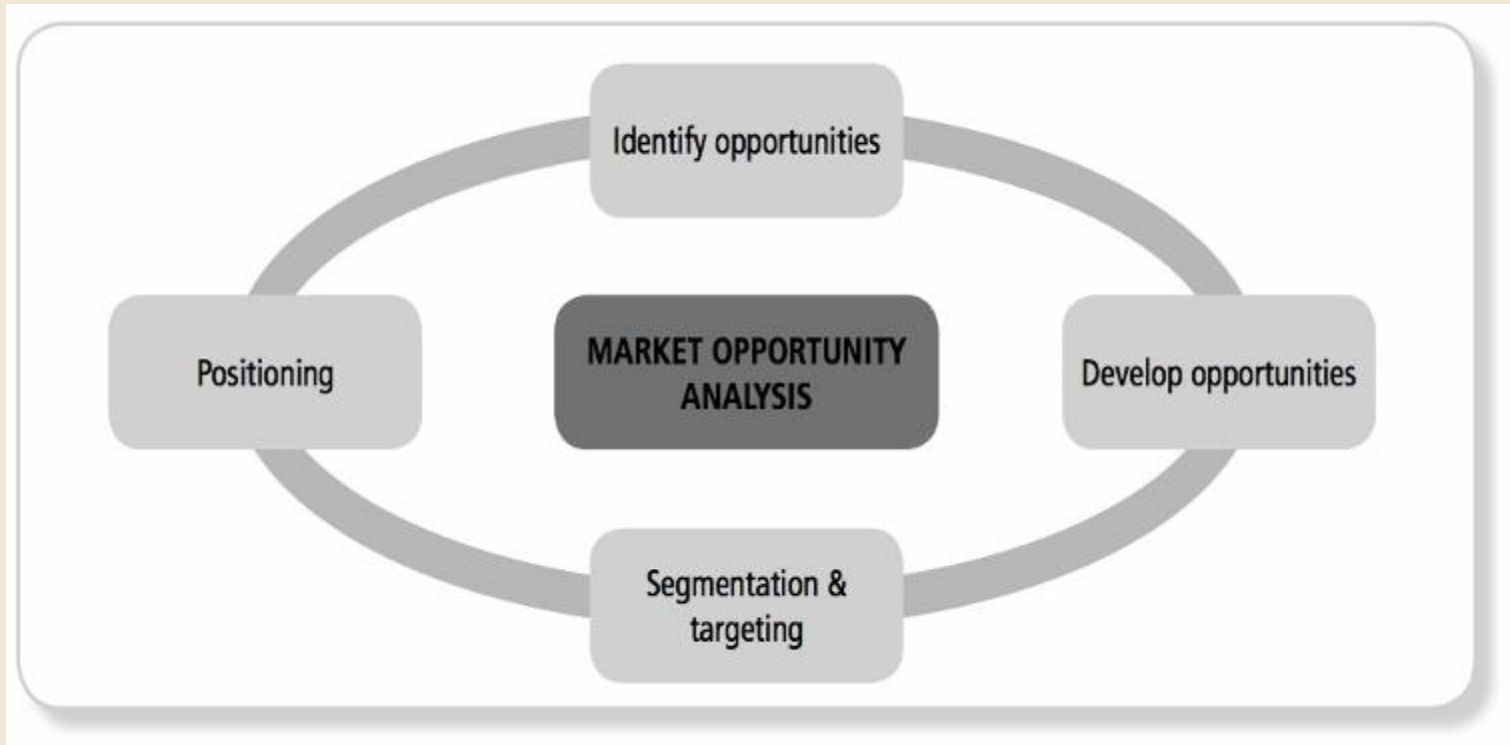 Identify opportunities
Positioning
MARKET OPPORTUNITY
ANALYSIS
Develop opportunities
Segmentation &
targeting